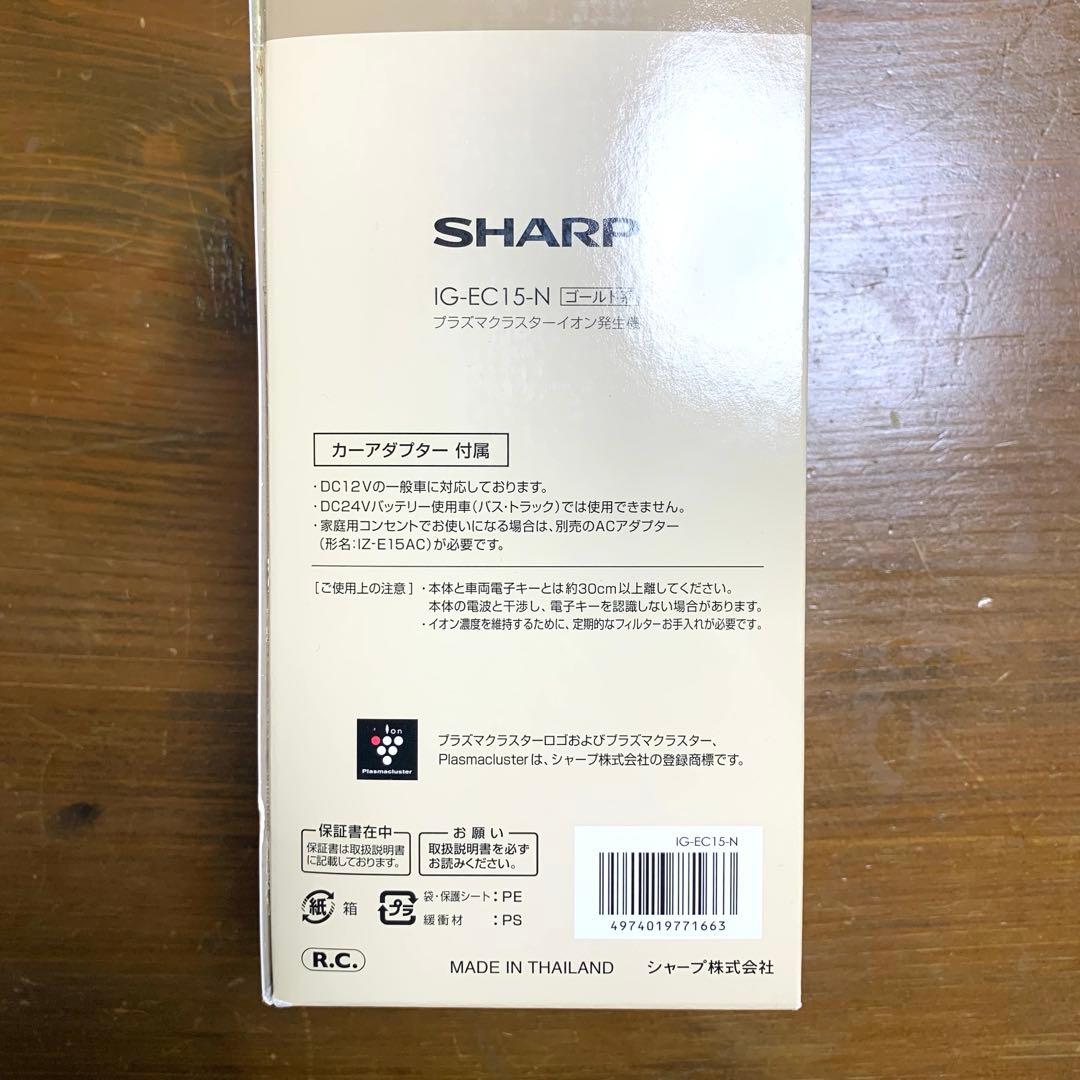 SHARP
IG-EC15-N ゴールド系
プラズマクラスターイオン発生機
カーアダプター 付属
・DC12Vの一般車に対応しております。
・DC24Vバッテリー使用車(バス・トラック)では使用できません。
・家庭用コンセントでお使いになる場合は、別売のACアダプター
(形名:IZ-E15AC)が必要です。
[ご使用上の注意] ・本体と車両電子キーとは約30cm以上離してください。
本体の電波と干渉し、電子キーを認識しない場合があります。
・イオン濃度を維持するために、定期的なフィルターお手入れが必要です。
ion
Plasmacluster
プラズマクラスターロゴおよびプラズマクラスター、
Plasmaclusterは、シャープ株式会社の登録商標です。
保証書在中
保証書は取扱説明書
に記載しております。
お願い
取扱説明書を必ず
お読みください。
紙 箱
プラ 袋・保護シート:PE
緩衝材 :PS
IG-EC15-N
4974019771663
R.C.
MADE IN THAILAND シャープ株式会社